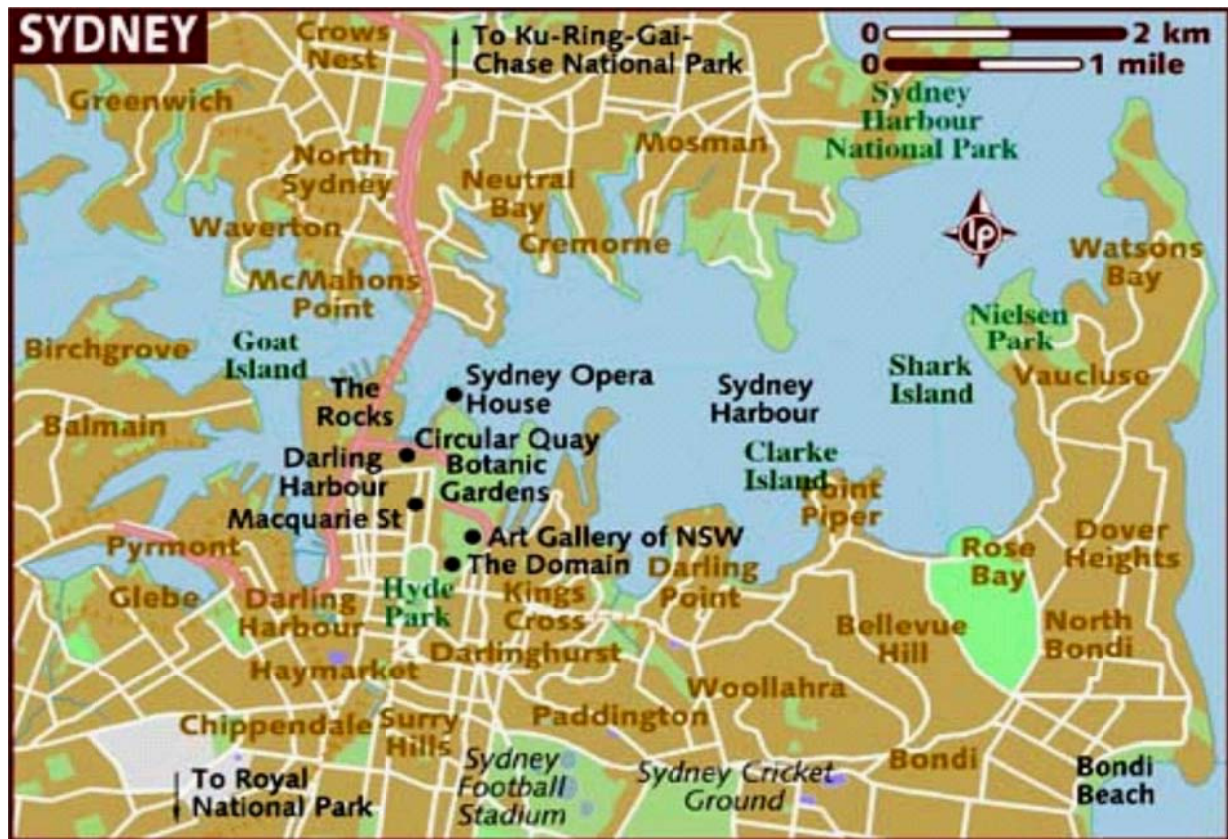 SYDNEY
Crows
Nest
To Ku-Ring-Gai-
Chase National Park
0 2 km
0 1 mile
Greenwich
Sydney
Harbour
National Park
Mosman
North
Sydney
Neutral
Bay
Waverton
Cremorne
lp
Watsons
Bay
McMahons
Point
Nielsen
Park
Birchgrove
Goat
Island
Shark
Island
Vaucluse
The
Rocks
Sydney Opera
House
Sydney
Harbour
Balmain
Circular Quay
Darling
Harbour
Botanic
Gardens
Clarke
Island
Point
Piper
Macquarie St
Art Gallery of NSW
Pyrmont
The Domain
Dover
Heights
Rose
Bay
Glebe
Darling
Harbour
Hyde
Park
Kings
Cross
Darling
Point
Bellevue
Hill
North
Bondi
Haymarket
Darlinghurst
Woollahra
Chippendale
Surry
Hills
Paddington
Bondi
To Royal
National Park
Sydney
Football
Stadium
Sydney Cricket
Ground
Bondi
Beach